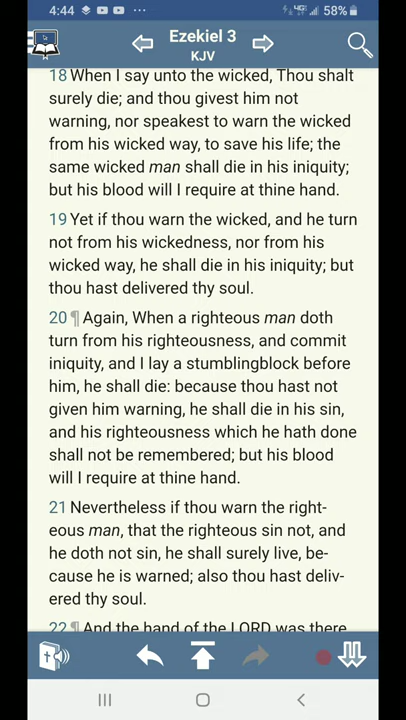 4:44
58%
Ezekiel 3
KJV
18 When I say unto the wicked, Thou shalt
surely die; and thou givest him not
warning, nor speakest to warn the wicked
from his wicked way, to save his life; the
same wicked man shall die in his iniquity;
but his blood will I require at thine hand.
19 Yet if thou warn the wicked, and he turn
not from his wickedness, nor from his
wicked way, he shall die in his iniquity; but
thou hast delivered thy soul.
20 ¶ Again, When a righteous man doth
turn from his righteousness, and commit
iniquity, and I lay a stumblingblock before
him, he shall die: because thou hast not
given him warning, he shall die in his sin,
and his righteousness which he hath done
shall not be remembered; but his blood
will I require at thine hand.
21 Nevertheless if thou warn the right-
eous man, that the righteous sin not, and
he doth not sin, he shall surely live, be-
cause he is warned; also thou hast deliv-
ered thy soul.
22 ¶ And the hand of the LORD was there